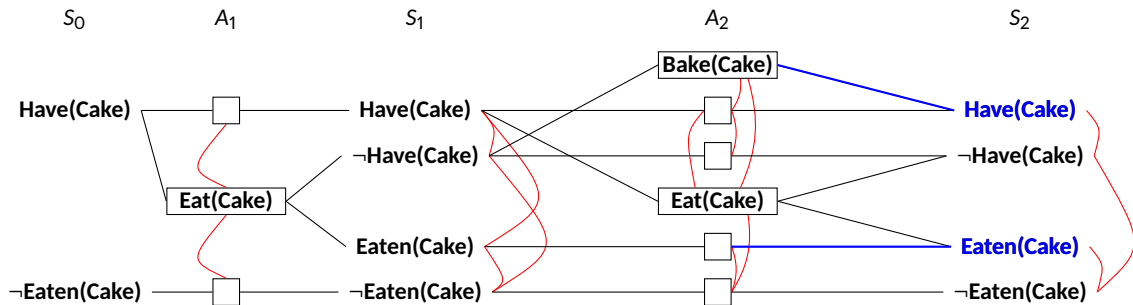 S0 A1 S1 A2 S2
Bake(Cake)
Have(Cake) Have(Cake) Have(Cake)
¬Have(Cake) ¬Have(Cake)
Eat(Cake) Eat(Cake)
Eaten(Cake) Eaten(Cake)
¬Eaten(Cake) ¬Eaten(Cake) ¬Eaten(Cake)